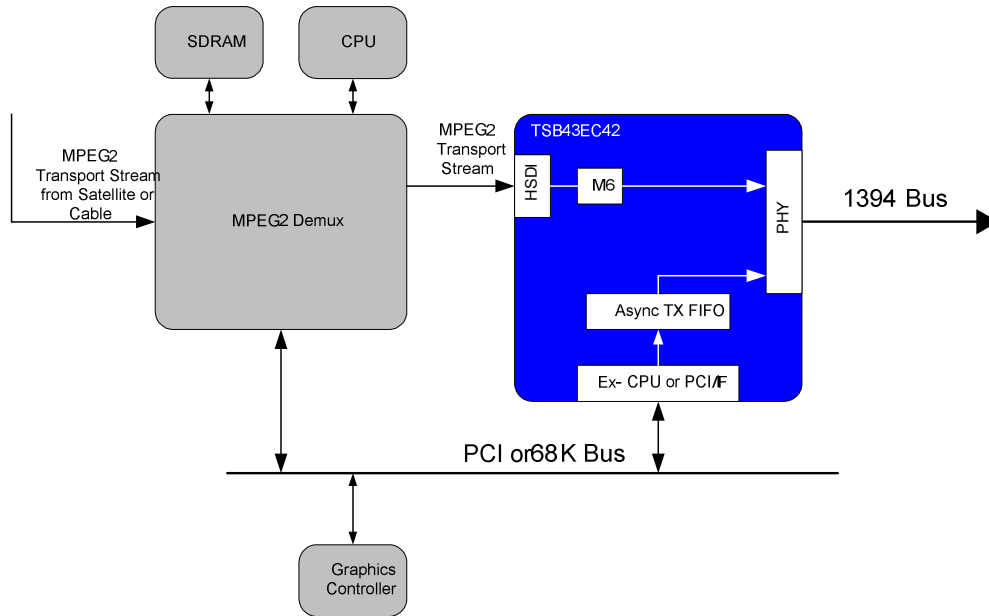 SDRAM
CPU
MPEG2
Transport Stream
from Satellite or
Cable
MPEG2 Demux
MPEG2
Transport
Stream
TSB43EC42
HSDI
M6
PHY
1394 Bus
Async TX FIFO
Ex- CPU or PCI/IF
PCI or68K Bus
Graphics
Controller